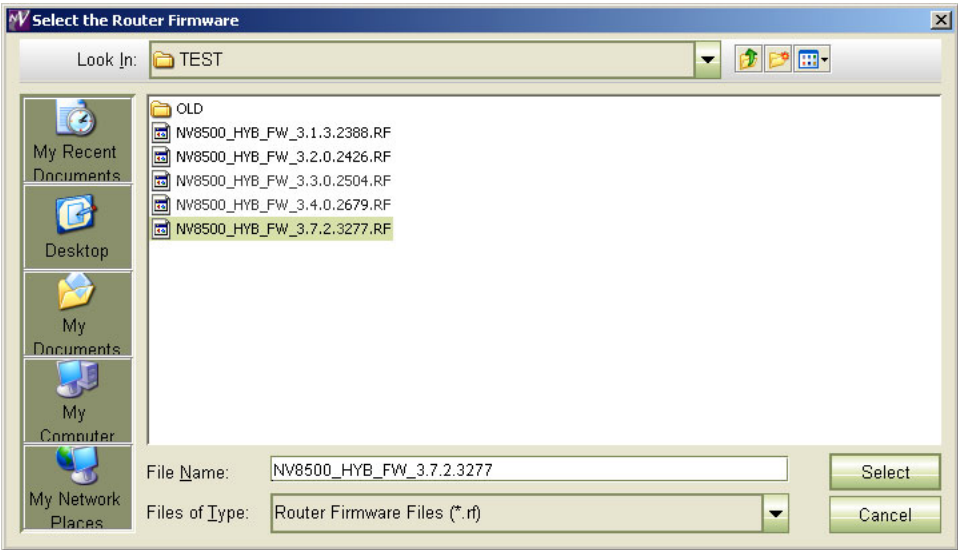 Select the Router Firmware
Look In: TEST
OLD
NV8500_HYB_FW_3.1.3.2388.RF
NV8500_HYB_FW_3.2.0.2426.RF
NV8500_HYB_FW_3.3.0.2504.RF
NV8500_HYB_FW_3.4.0.2679.RF
NV8500_HYB_FW_3.7.2.3277.RF
My Recent
Documents
Desktop
My
Documents
My
Computer
My Network
Places
File Name: NV8500_HYB_FW_3.7.2.3277
Select
Files of Type: Router Firmware Files (*.rf)
Cancel